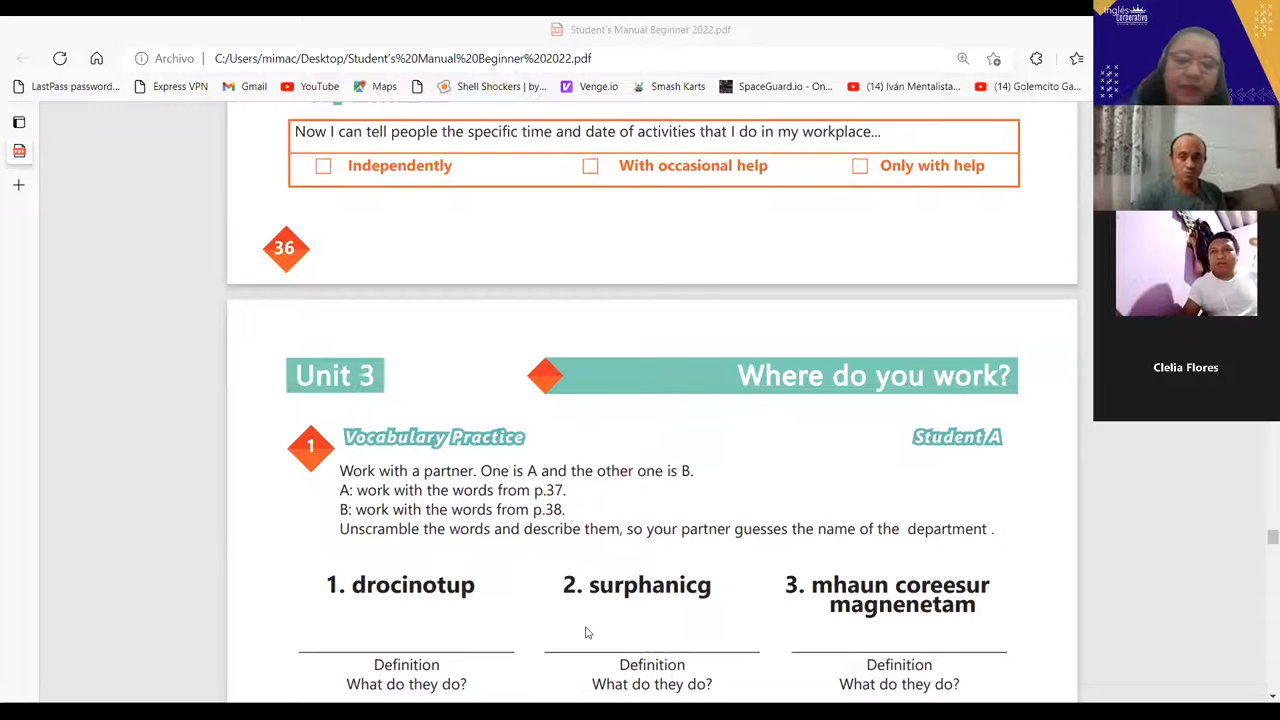 Student's Manual Beginner 2022.pdf
Archivo
C:/Users/mimac/Desktop/Student's%20Manual%20Beginner%202022.pdf
LastPass password...
Express VPN
Gmail
YouTube
Maps
Shell Shockers | by...
Venge.io
Smash Karts
SpaceGuard.io - On...
(14) Iván Mentalista...
(14) Golemcito Ga...
Now I can tell people the specific time and date of activities that I do in my workplace...
Independently
With occasional help
Only with help
36
Unit 3
Where do you work?
1
Vocabulary Practice
Student A
Work with a partner. One is A and the other one is B.
A: work with the words from p.37.
B: work with the words from p.38.
Unscramble the words and describe them, so your partner guesses the name of the department .
1. drocinotup
2. surphanicg
3. mhaun coreesur
magnenetam
Definition
What do they do?
Definition
What do they do?
Definition
What do they do?
Inglés
Corporativo
Clelia Flores